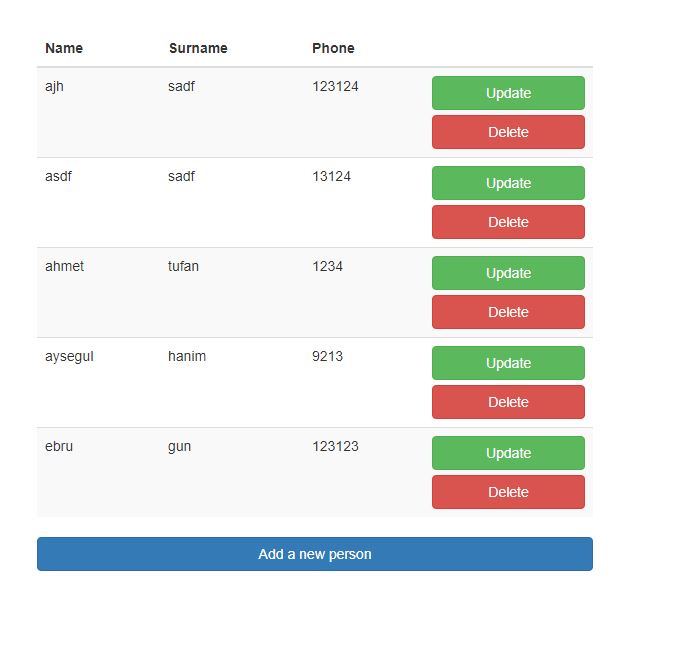 Name Surname Phone
ajh sadf 123124 Update
Delete
asdf sadf 13124 Update
Delete
ahmet tufan 1234 Update
Delete
aysegul hanim 9213 Update
Delete
ebru gun 123123 Update
Delete
Add a new person